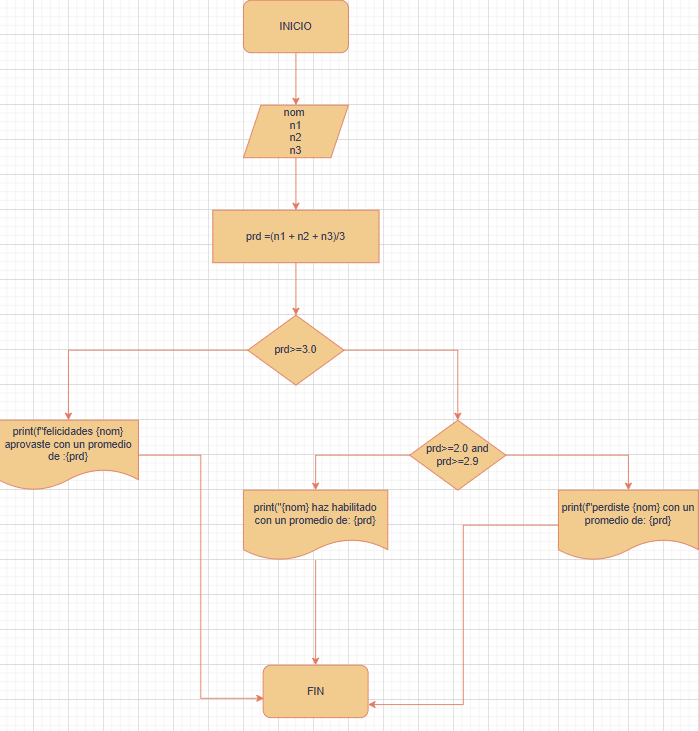 INICIO
nom
n1
n2
n3
prd =(n1 + n2 + n3)/3
prd>=3.0
print(f"felicidades {nom}
aprovaste con un promedio
de :{prd}
prd>=2.0 and
prd>=2.9
print("{nom} haz habilitado
con un promedio de: {prd}
print(f"perdiste {nom} con un
promedio de: {prd}
FIN